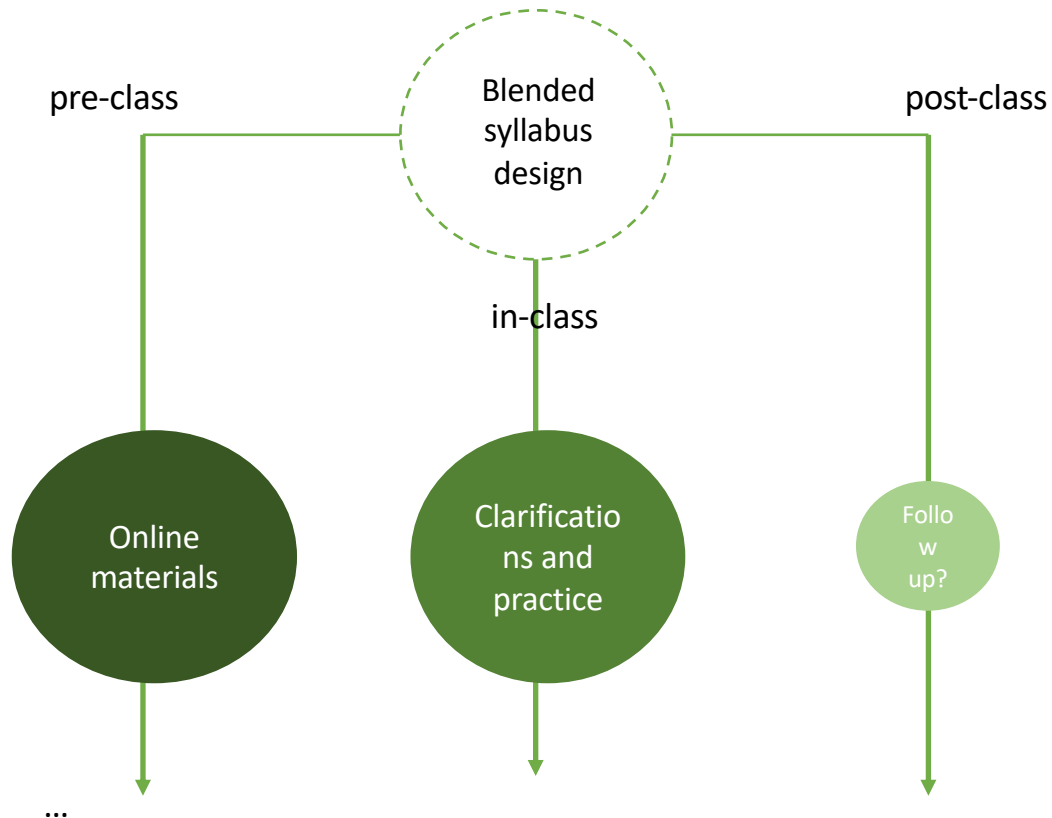 Blended
syllabus
design
pre-class
post-class
in-class
Online
materials
Clarificatio
ns and
practice
Follo
w
up?
...